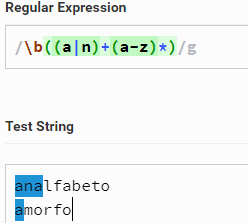 Regular Expression
/\b((a|n)+(a-z)*)/g
Test String
analfabeto
amorfo